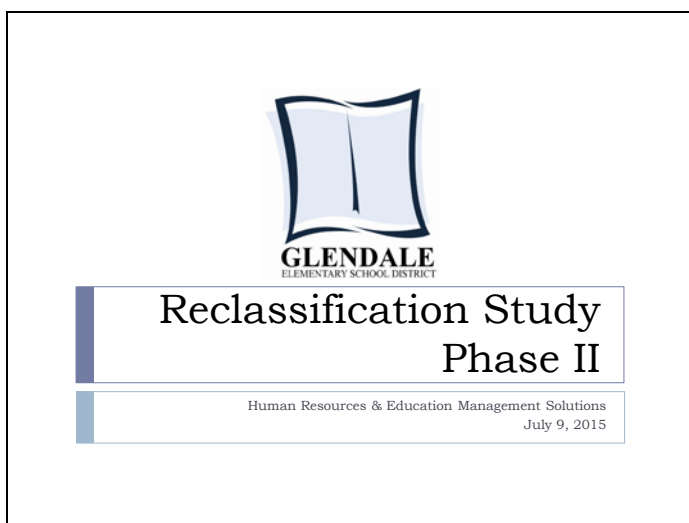 GLENDALE
ELEMENTARY SCHOOL DISTRICT
Reclassification Study
Phase II
Human Resources & Education Management Solutions
July 9, 2015